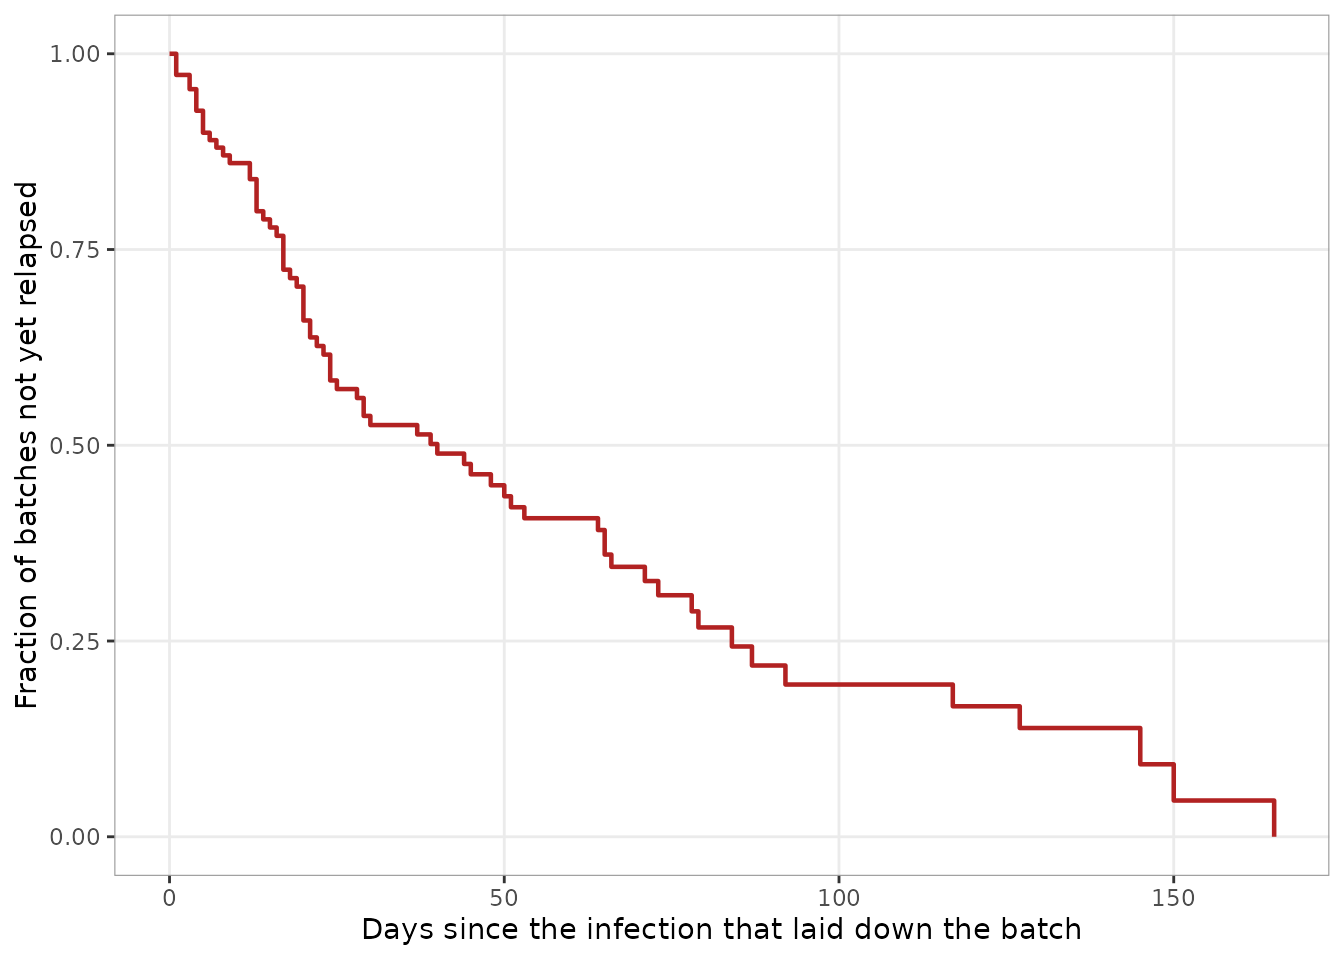 Fraction of batches not yet relapsed
1.00
0.75
0.50
0.25
0.00
0 50 100 150
Days since the infection that laid down the batch